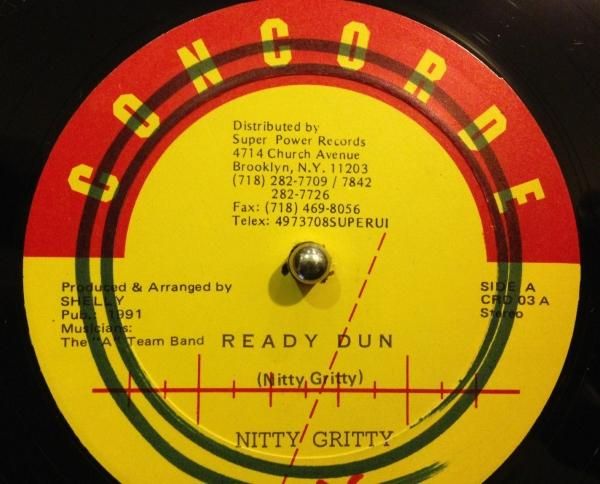 CONCORDE
Distributed by
Super Power Records
4714 Church Avenue
Brooklyn, N.Y. 11203
(718) 282-7709 / 7842
282-7726
Fax: (718) 469-8056
Telex: 4973708SUPERUI
Produced & Arranged by
SHELLY
Pub.: 1991
Musicians:
The "A" Team Band
SIDE A
CRD 03 A
Stereo
READY DUN
(Nitty Gritty)
NITTY GRITTY